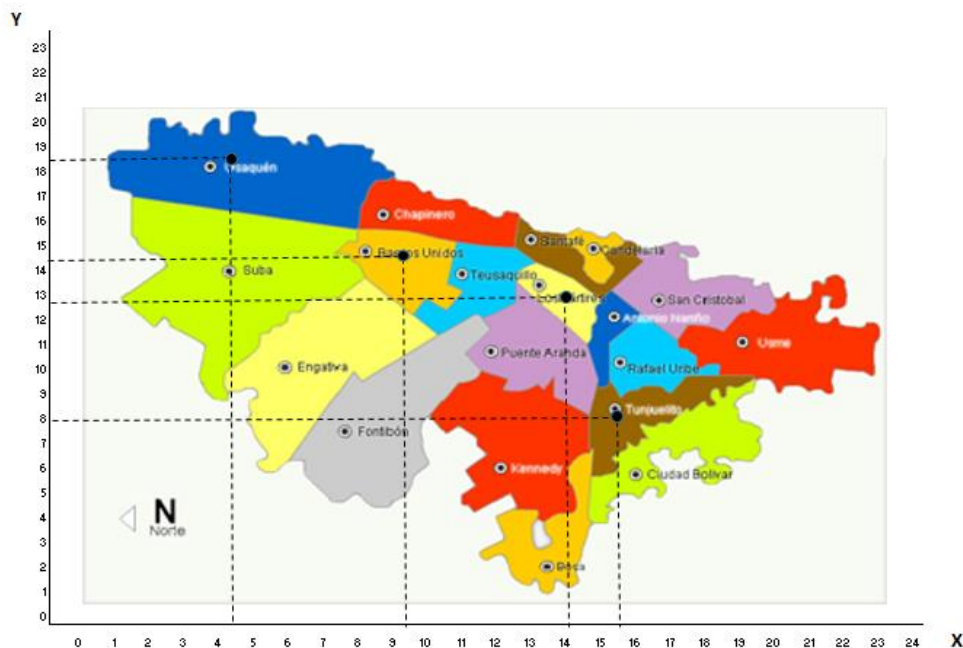 Y
23
22
21
20
19
18
17
16
15
14
13
12
11
10
9
8
7
6
5
4
3
2
1
0
Usaquén
Chapinero
Santafé
Candelaria
Barrios Unidos
Suba
Teusaquillo
Los Mártires
San Cristobal
Antonio Nariño
Usme
Puente Aranda
Engativa
Rafael Uribe
Tunjuelito
Fontibón
Kennedy
Ciudad Bolivar
N
Norte
Bosa
0 1 2 3 4 5 6 7 8 9 10 11 12 13 14 15 16 17 18 19 20 21 22 23 24 X